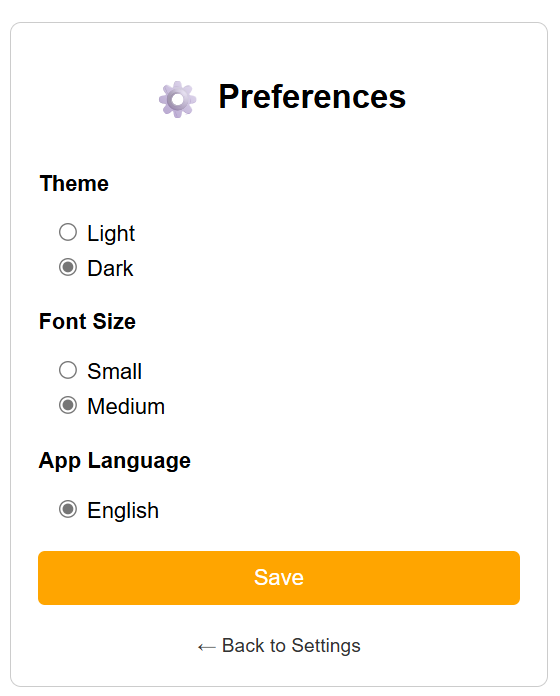 Preferences
Theme
Light
Dark
Font Size
Small
Medium
App Language
English
Save
← Back to Settings